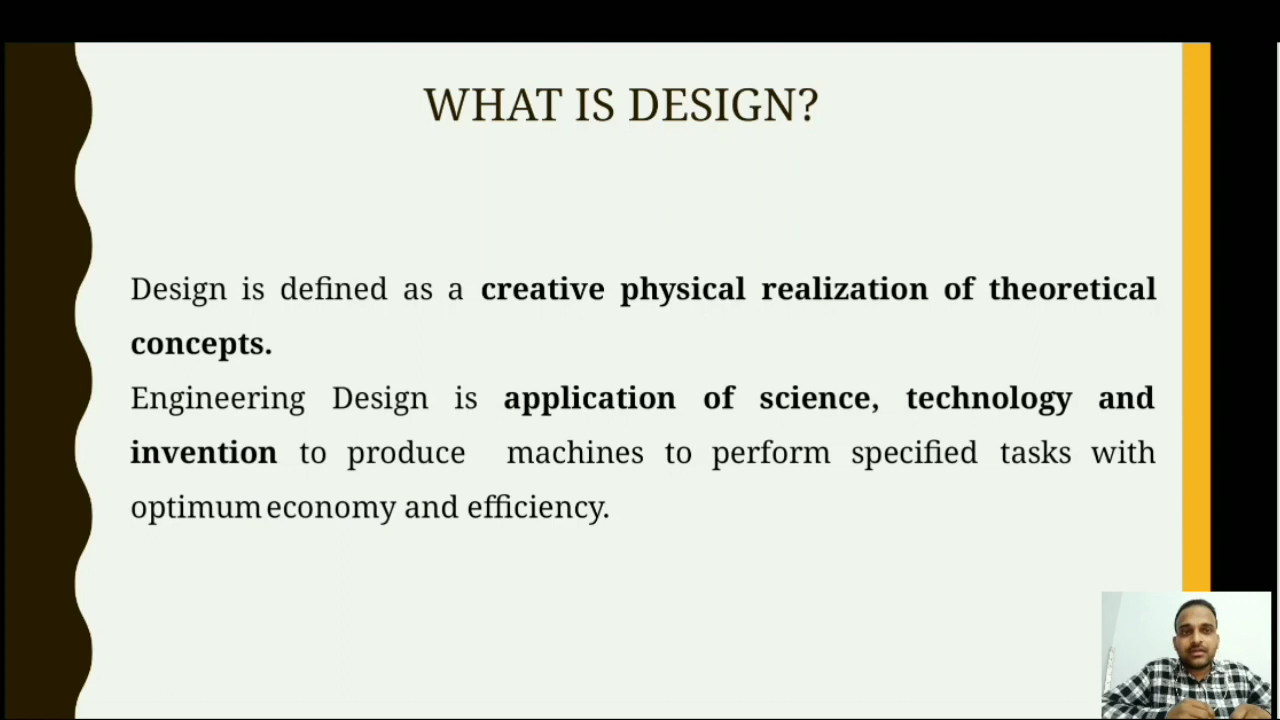 WHAT IS DESIGN?
Design is defined as a creative physical realization of theoretical
concepts.
Engineering Design is application of science, technology and
invention to produce machines to perform specified tasks with
optimum economy and efficiency.